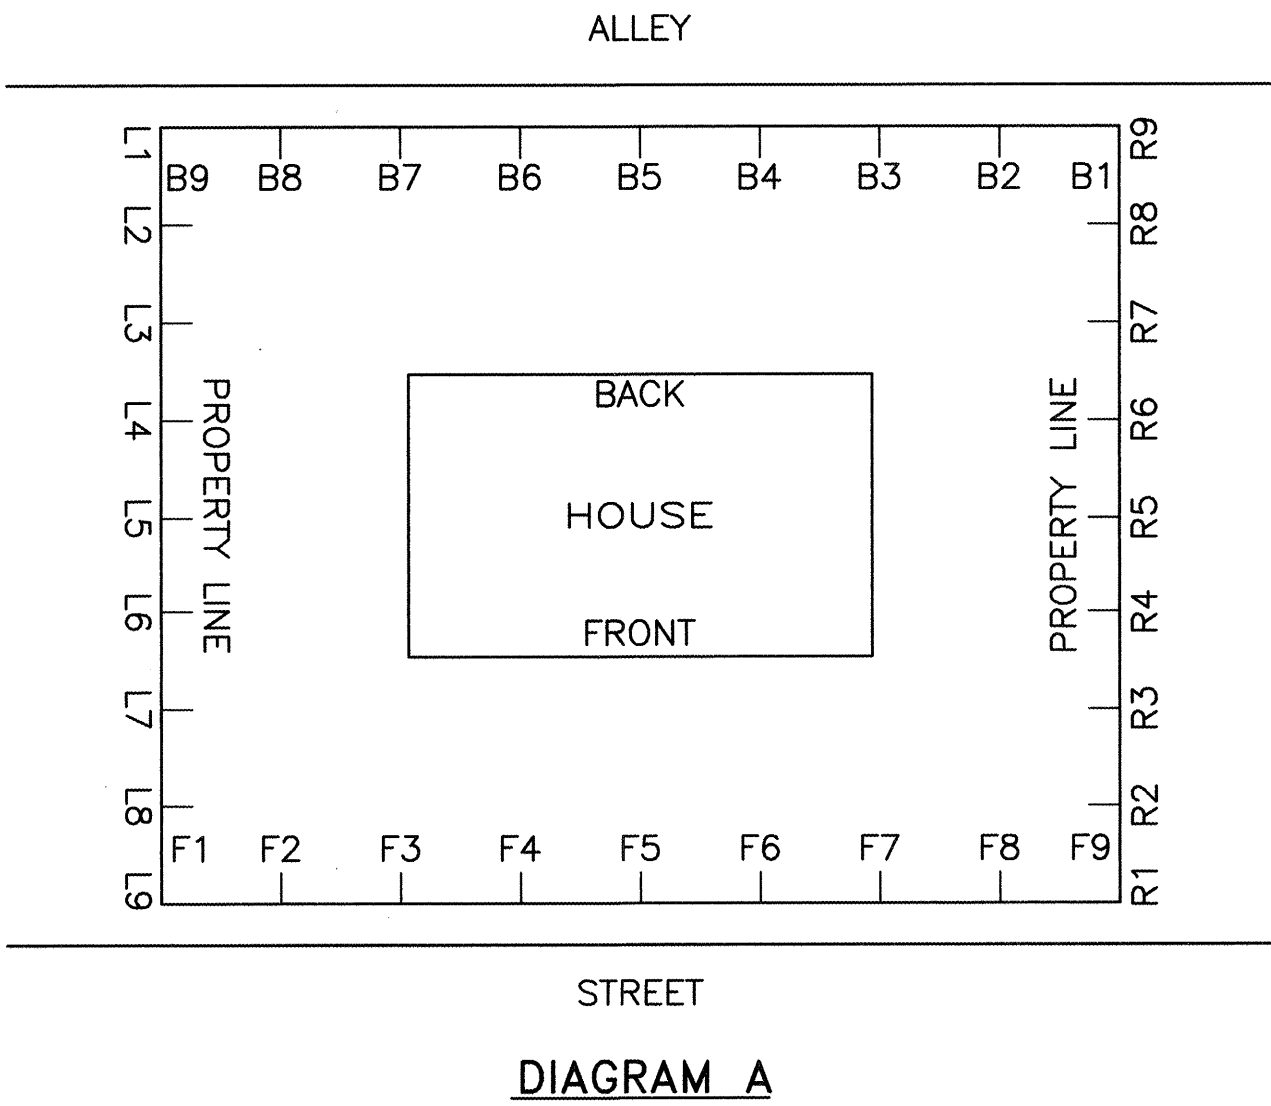 ALLEY
L1
R9
B9 B8 B7 B6 B5 B4 B3 B2 B1
L2
R8
L3
R7
BACK
L4
R6
PROPERTY LINE
PROPERTY LINE
HOUSE
L5
R5
L6
R4
FRONT
L7
R3
L8
R2
F1 F2 F3 F4 F5 F6 F7 F8 F9
L9
R1
STREET
DIAGRAM A